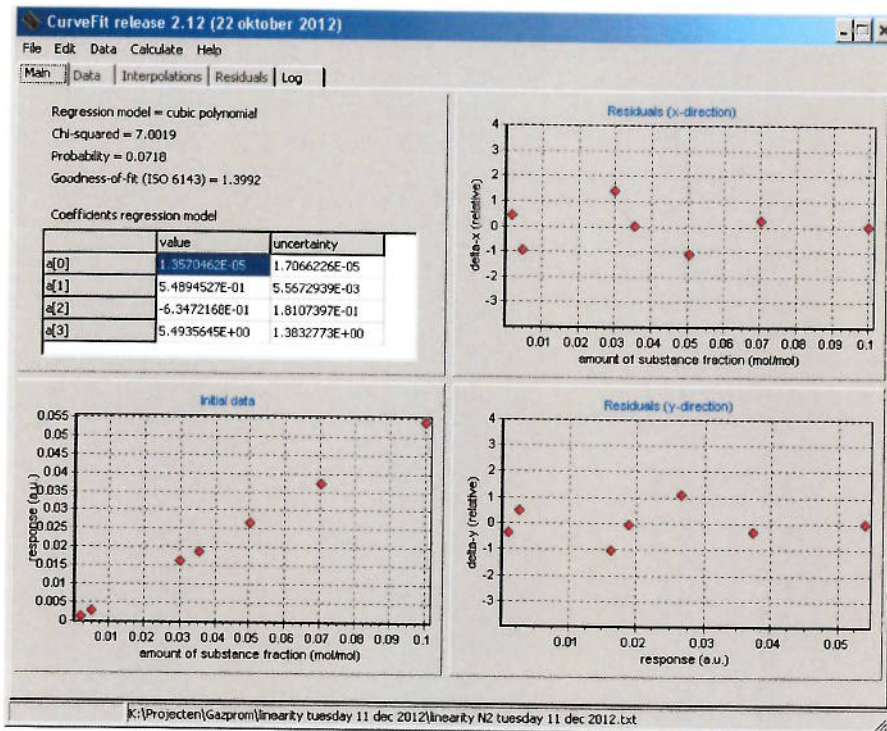 CurveFit release 2.12 (22 oktober 2012)
File Edit Data Calculate Help
Main Data Interpolations Residuals Log
Regression model = cubic polynomial
Chi-squared = 7.0019
Probability = 0.0718
Goodness-of-fit (ISO 6143) = 1.3992
Coefficients regression model
value uncertainty
a[0] 1.3570462E-05 1.7066226E-05
a[1] 5.4894527E-01 5.5672939E-03
a[2] -6.3472168E-01 1.8107397E-01
a[3] 5.4935645E+00 1.3832773E+00
Residuals (x-direction)
delta-x (relative)
4
3
2
1
0
-1
-2
-3
0.01 0.02 0.03 0.04 0.05 0.06 0.07 0.08 0.09 0.1
amount of substance fraction (mol/mol)
Initial data
response (a.u.)
0.055
0.05
0.045
0.04
0.035
0.03
0.025
0.02
0.015
0.01
0.005
0
0.01 0.02 0.03 0.04 0.05 0.06 0.07 0.08 0.09 0.1
amount of substance fraction (mol/mol)
Residuals (y-direction)
delta-y (relative)
4
3
2
1
0
-1
-2
-3
0.01 0.02 0.03 0.04 0.05
response (a.u.)
K:\Projecten\Gazprom\linearity tuesday 11 dec 2012\linearity N2 tuesday 11 dec 2012.txt